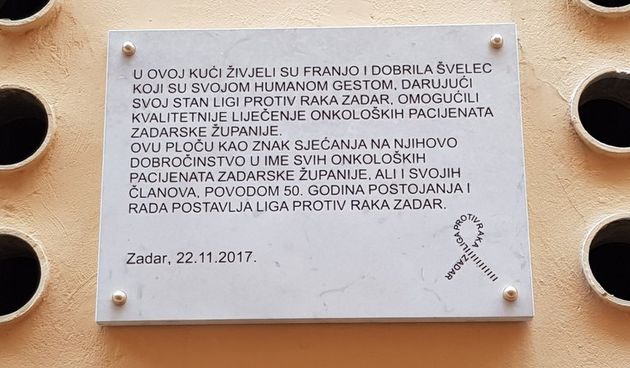 U OVOJ KUĆI ŽIVJELI SU FRANJO I DOBRILA ŠVELEC
KOJI SU SVOJOM HUMANOM GESTOM, DARUJUĆI
SVOJ STAN LIGI PROTIV RAKA ZADAR, OMOGUĆILI
KVALITETNIJE LIJEČENJE ONKOLOŠKIH PACIJENATA
ZADARSKE ŽUPANIJE.
OVU PLOČU KAO ZNAK SJEĆANJA NA NJIHOVO
DOBROČINSTVO U IME SVIH ONKOLOŠKIH
PACIJENATA ZADARSKE ŽUPANIJE, ALI I SVOJIH
ČLANOVA, POVODOM 50. GODINA POSTOJANJA I
RADA POSTAVLJA LIGA PROTIV RAKA ZADAR.
Zadar, 22.11.2017.
LIGA PROTIV RAKA ZADAR